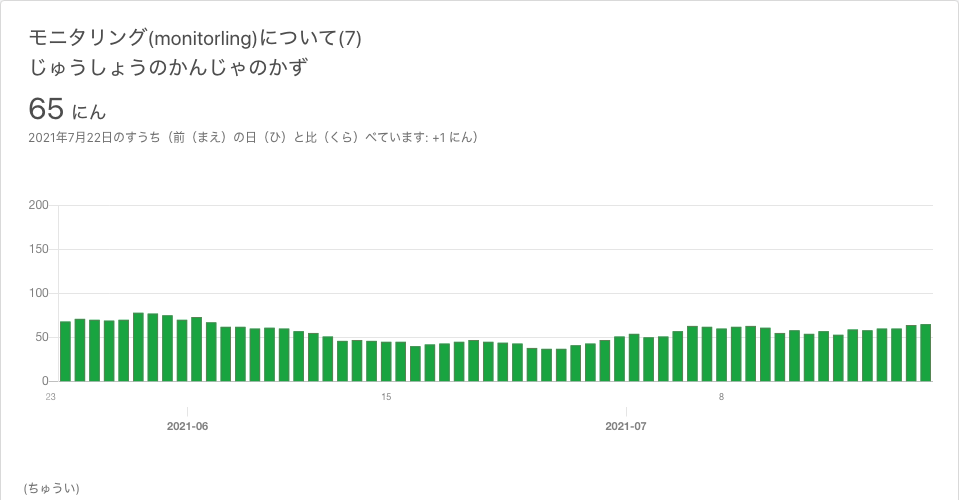 モニタリング(monitorling)について(7)
じゅうしょうのかんじゃのかず
65 にん
2021年7月22日のすうち（前（まえ）の日（ひ）と比（くら）べています: +1 にん）
200
150
100
50
0
23 15 8
2021-06 2021-07
(ちゅうい)